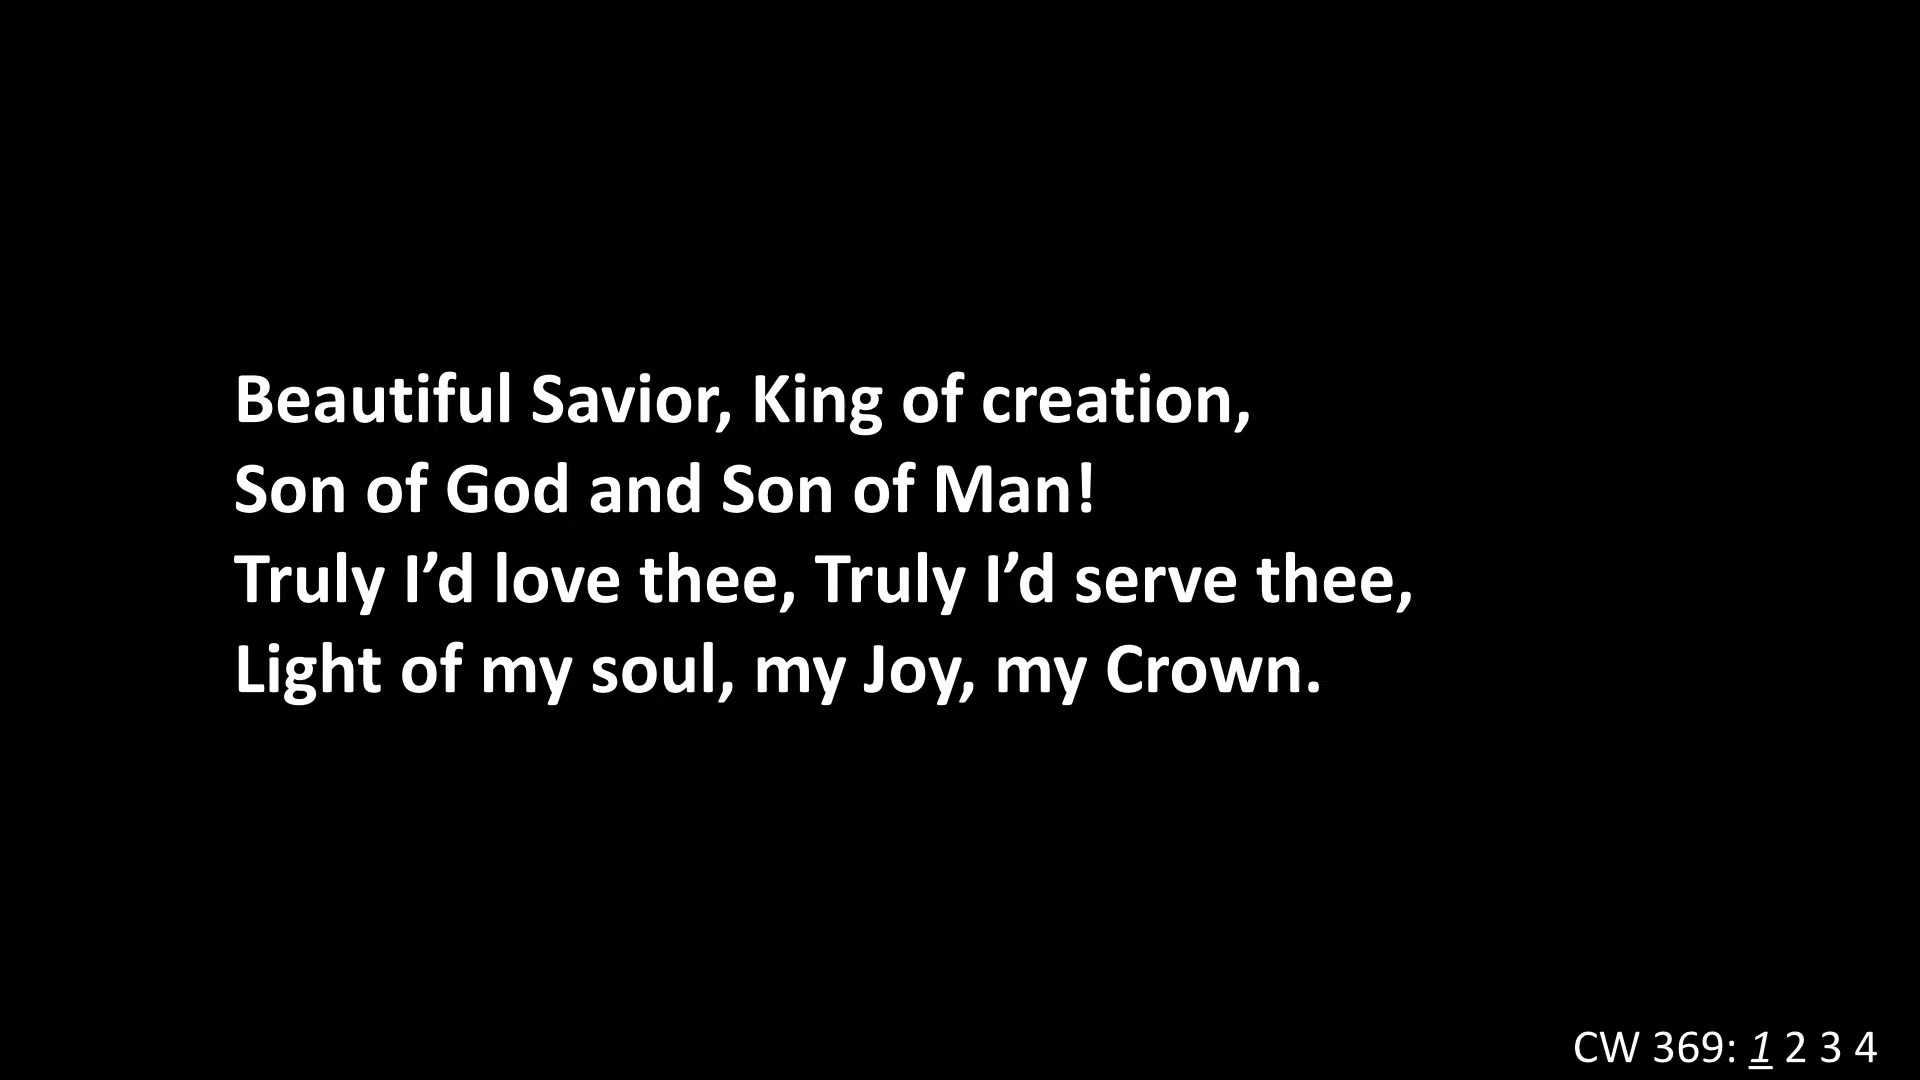 Beautiful Savior, King of creation,
Son of God and Son of Man!
Truly I’d love thee, Truly I’d serve thee,
Light of my soul, my Joy, my Crown.
CW 369: 1 2 3 4